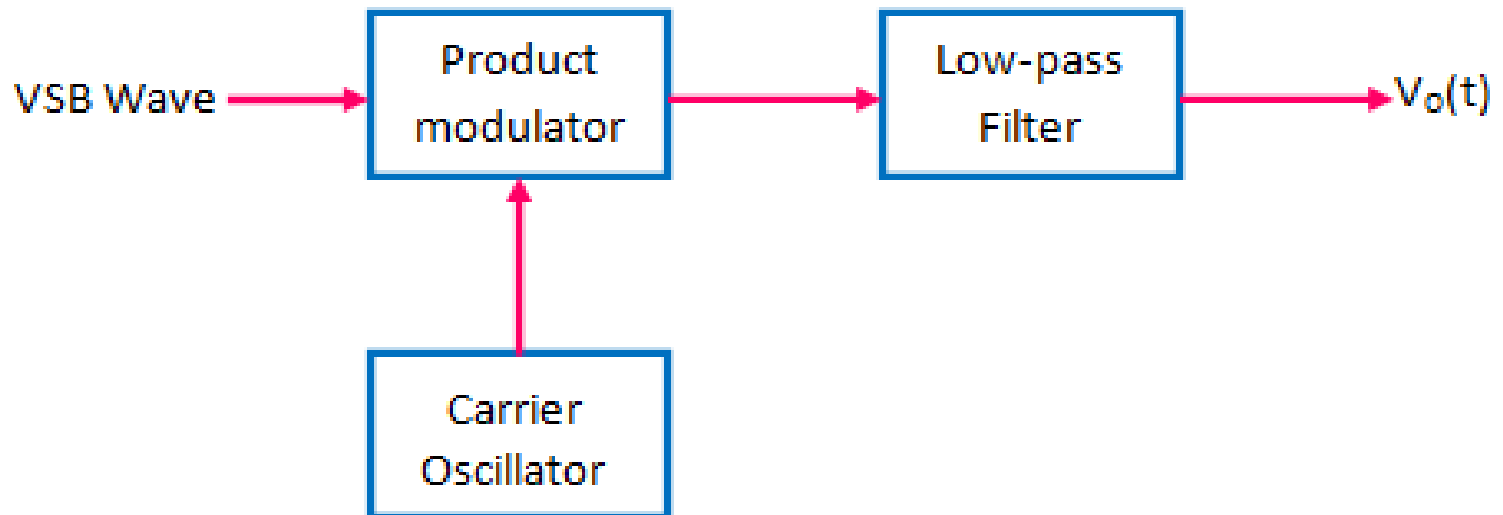 VSB Wave
Product
modulator
Low-pass
Filter
Vₒ(t)
Carrier
Oscillator